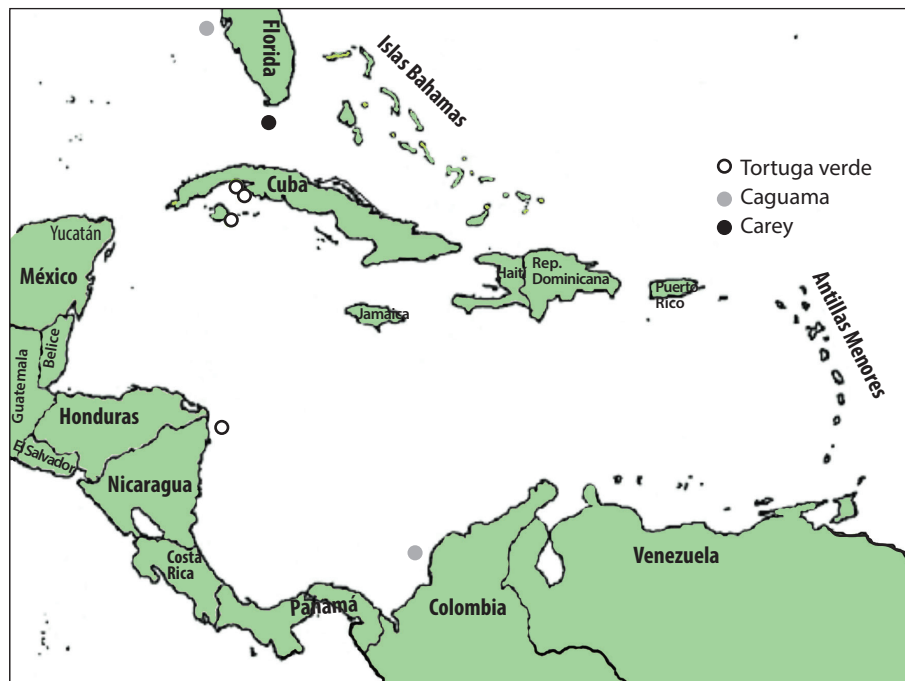 Florida
Islas Bahamas
Tortuga verde
Caguama
Carey
Cuba
Yucatán
México
Haití
Rep.
Dominicana
Puerto
Rico
Jamaica
Antillas Menores
Belice
Guatemala
Honduras
El Salvador
Nicaragua
Costa
Rica
Panamá
Colombia
Venezuela